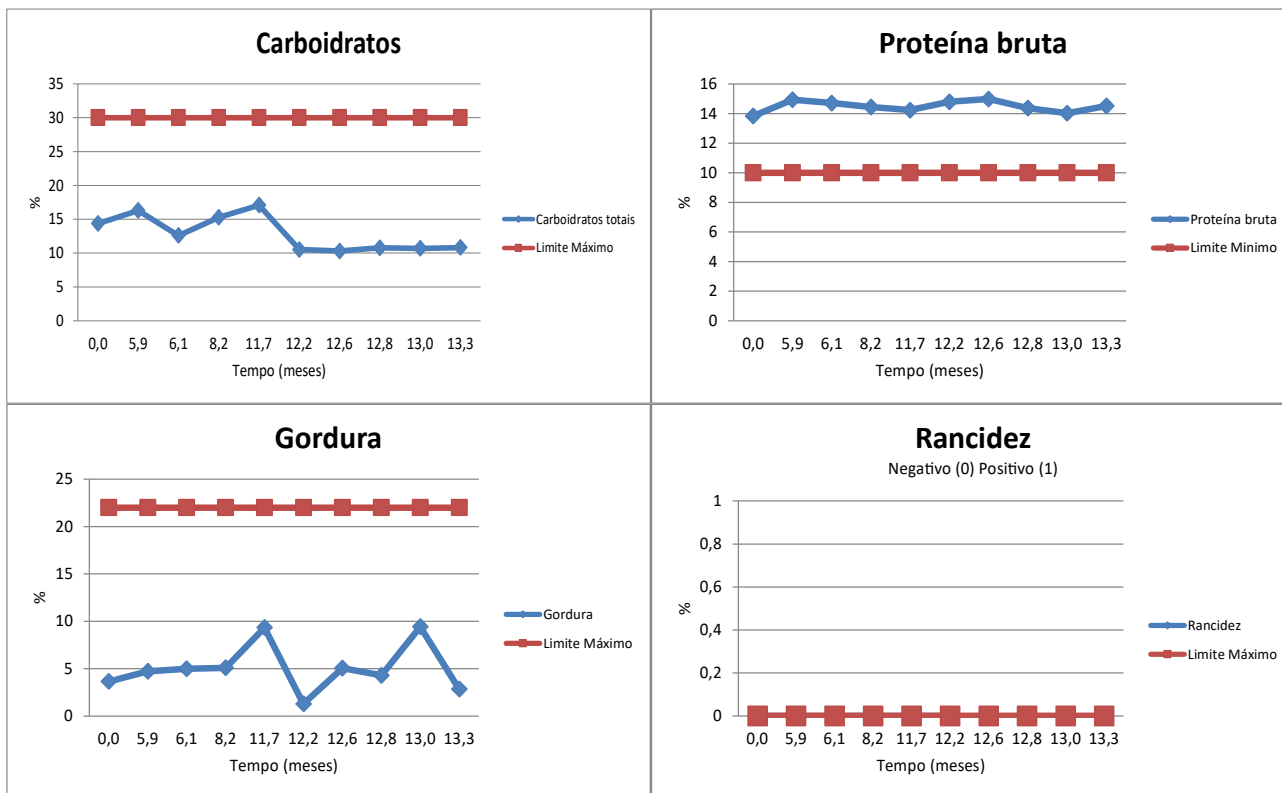 Carboidratos
35
30
25
20
15
10
5
0
%
0,0 5,9 6,1 8,2 11,7 12,2 12,6 12,8 13,0 13,3
Tempo (meses)
Carboidratos totais
Limite Máximo
Proteína bruta
16
14
12
10
8
6
4
2
0
%
0,0 5,9 6,1 8,2 11,7 12,2 12,6 12,8 13,0 13,3
Tempo (meses)
Proteína bruta
Limite Minimo
Gordura
25
20
15
10
5
0
%
0,0 5,9 6,1 8,2 11,7 12,2 12,6 12,8 13,0 13,3
Tempo (meses)
Gordura
Limite Máximo
Rancidez
Negativo (0) Positivo (1)
1
0,8
0,6
0,4
0,2
0
%
0,0 5,9 6,1 8,2 11,7 12,2 12,6 12,8 13,0 13,3
Tempo (meses)
Rancidez
Limite Máximo